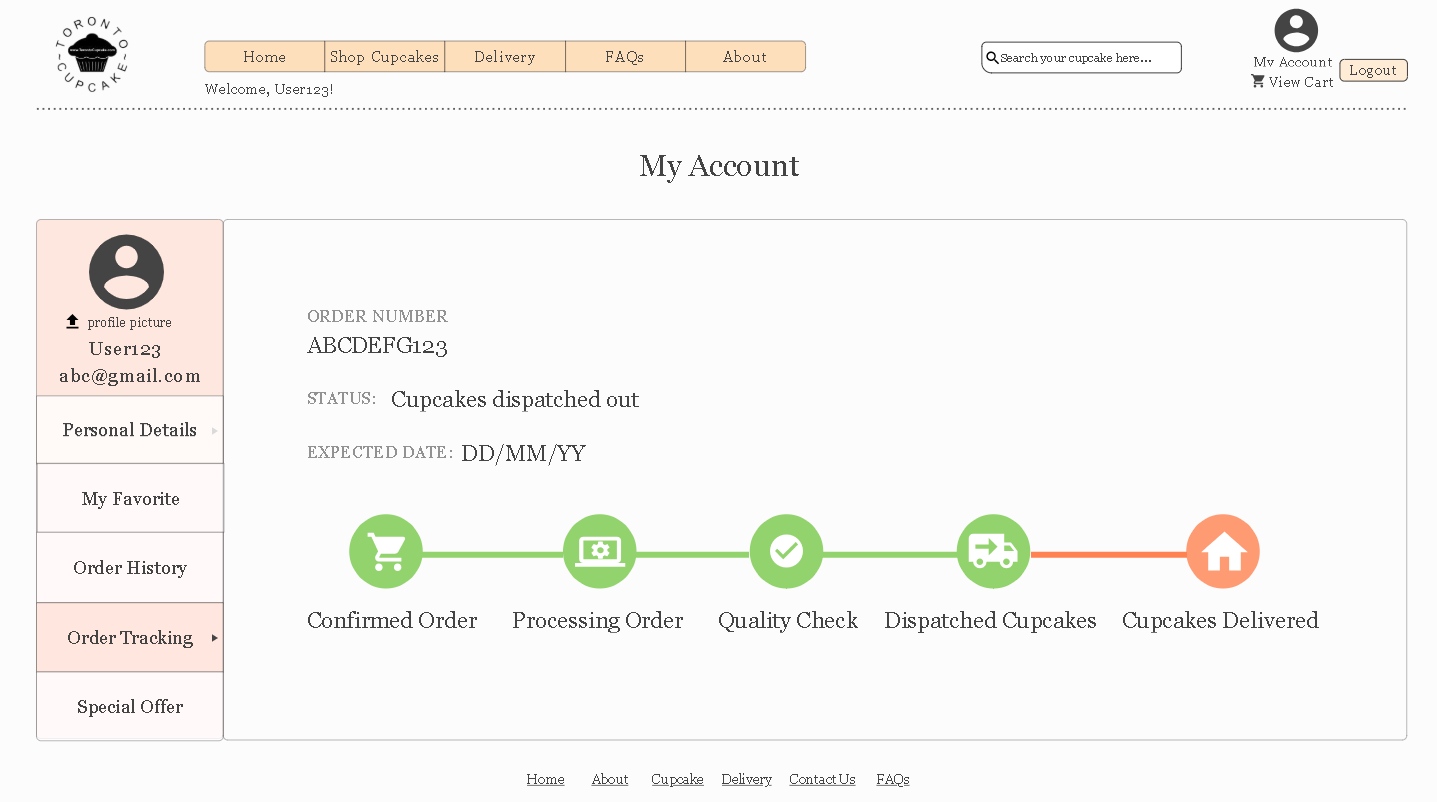 TORONTO
www.TorontoCupcake.com
CUPCAKE
Home Shop Cupcakes Delivery FAQs About
Search your cupcake here...
My Account
View Cart
Logout
Welcome, User123!
My Account
profile picture
User123
abc@gmail.com
Personal Details
My Favorite
Order History
Order Tracking
Special Offer
ORDER NUMBER
ABCDEFG123
STATUS: Cupcakes dispatched out
EXPECTED DATE: DD/MM/YY
Confirmed Order Processing Order Quality Check Dispatched Cupcakes Cupcakes Delivered
Home About Cupcake Delivery Contact Us FAQs